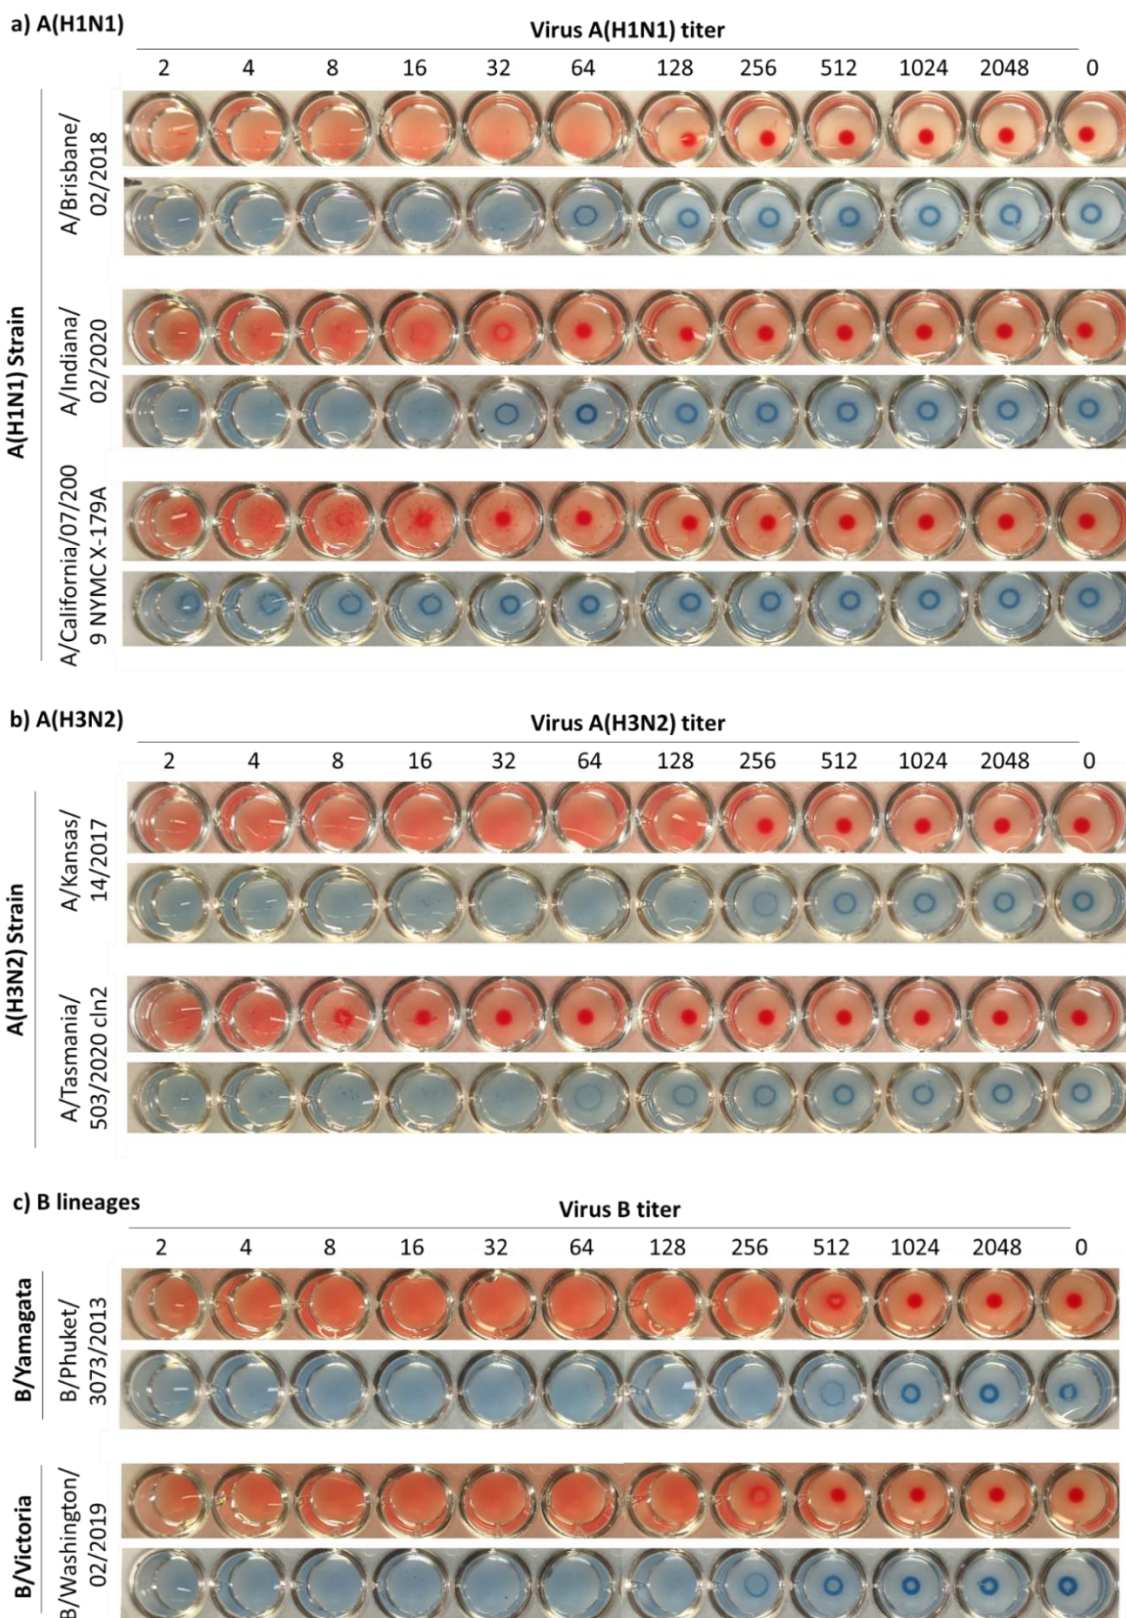 a) A(H1N1)
Virus A(H1N1) titer
2 4 8 16 32 64 128 256 512 1024 2048 0
A(H1N1) Strain
A/Brisbane/
02/2018
A/Indiana/
02/2020
A/California/07/200
9 NYMC X-179A
b) A(H3N2)
Virus A(H3N2) titer
2 4 8 16 32 64 128 256 512 1024 2048 0
A(H3N2) Strain
A/Kansas/
14/2017
A/Tasmania/
503/2020 cln2
c) B lineages
Virus B titer
2 4 8 16 32 64 128 256 512 1024 2048 0
B/Yamagata
B/Phuket/
3073/2013
B/Victoria
B/Washington/
02/2019